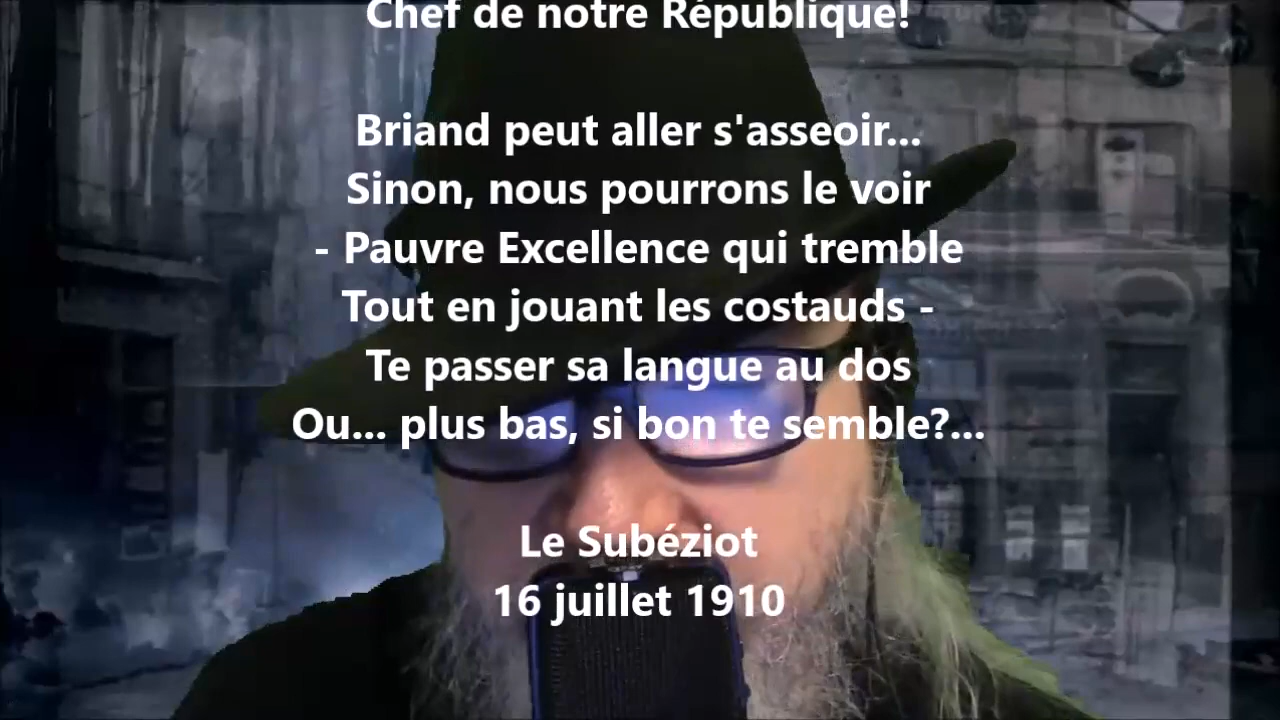 Chef de notre République!
Briand peut aller s'asseoir...
Sinon, nous pourrons le voir
- Pauvre Excellence qui tremble
Tout en jouant les costauds -
Te passer sa langue au dos
Ou... plus bas, si bon te semble?...
Le Subéziot
16 juillet 1910